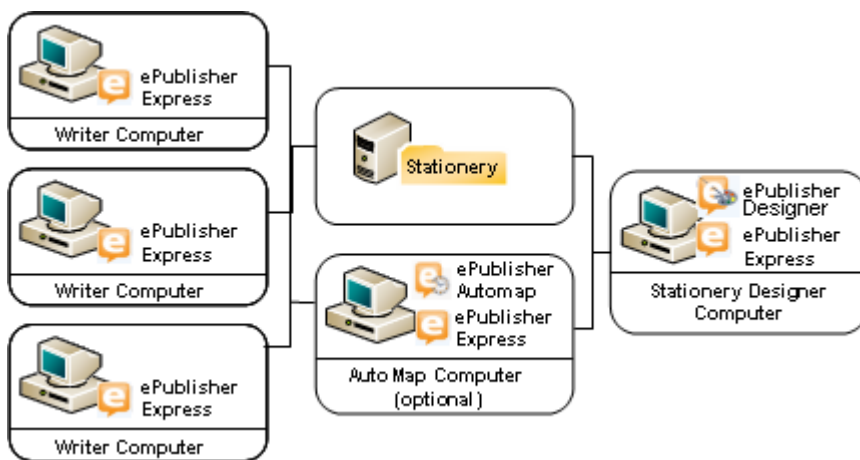 ePublisher
Express
Writer Computer
ePublisher
Express
Writer Computer
ePublisher
Express
Writer Computer
Stationery
ePublisher
Automap
ePublisher
Express
Auto Map Computer
(optional)
ePublisher
Designer
ePublisher
Express
Stationery Designer
Computer